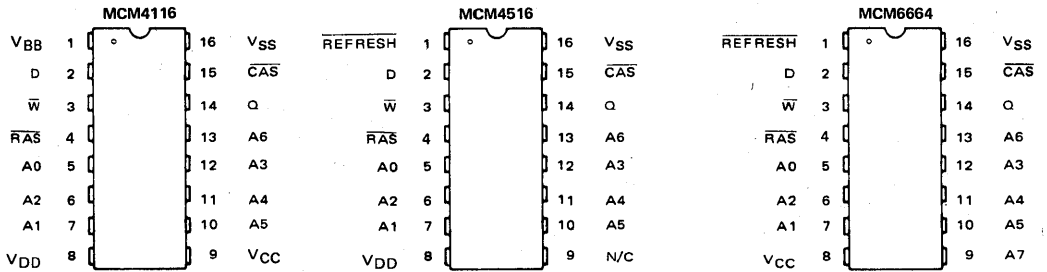 MCM4116 MCM4516 MCM6664
VBB 1 16 VSS REFRESH 1 16 VSS REFRESH 1 16 VSS
D 2 15 CAS D 2 15 CAS D 2 15 CAS
W 3 14 Q W 3 14 Q W 3 14 Q
RAS 4 13 A6 RAS 4 13 A6 RAS 4 13 A6
A0 5 12 A3 A0 5 12 A3 A0 5 12 A3
A2 6 11 A4 A2 6 11 A4 A2 6 11 A4
A1 7 10 A5 A1 7 10 A5 A1 7 10 A5
VDD 8 9 VCC VDD 8 9 N/C VCC 8 9 A7